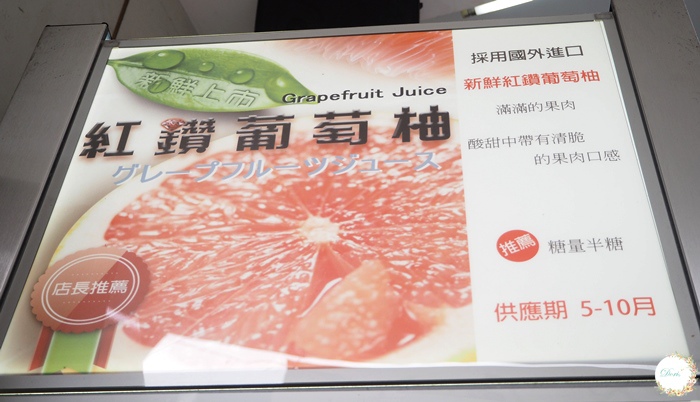 新鮮上市
Grapefruit Juice
紅鑽葡萄柚
グレープフルーツジュース
店長推薦
採用國外進口
新鮮紅鑽葡萄柚
滿滿的果肉
酸甜中帶有清脆
的果肉口感
推薦 糖量半糖
供應期 5-10月
Dori